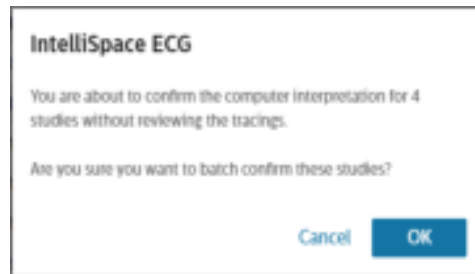 IntelliSpace ECG
You are about to confirm the computer interpretation for 4
studies without reviewing the tracings.
Are you sure you want to batch confirm these studies?
Cancel OK